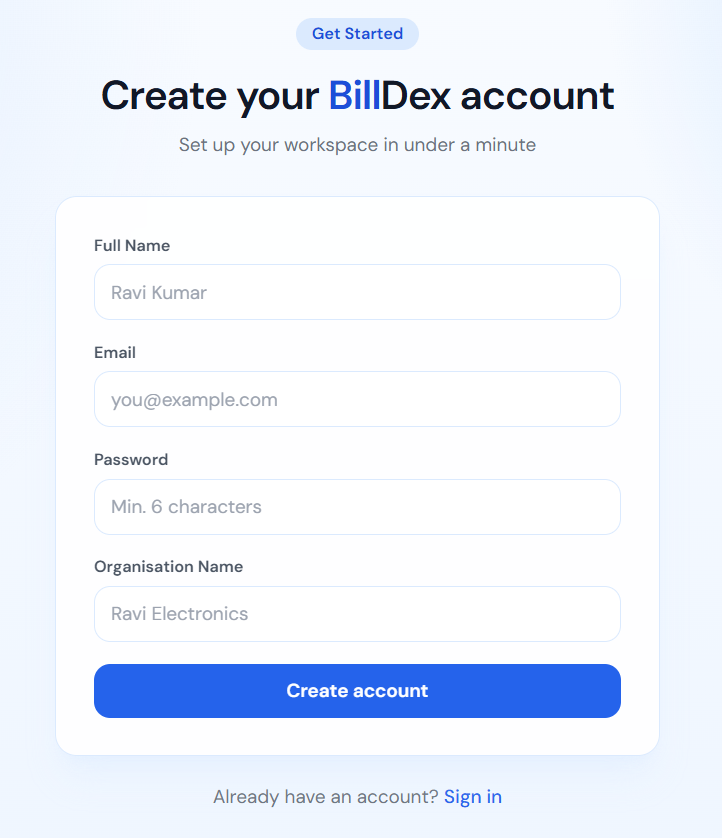 Get Started
Create your BillDex account
Set up your workspace in under a minute
Full Name
Ravi Kumar
Email
you@example.com
Password
Min. 6 characters
Organisation Name
Ravi Electronics
Create account
Already have an account? Sign in